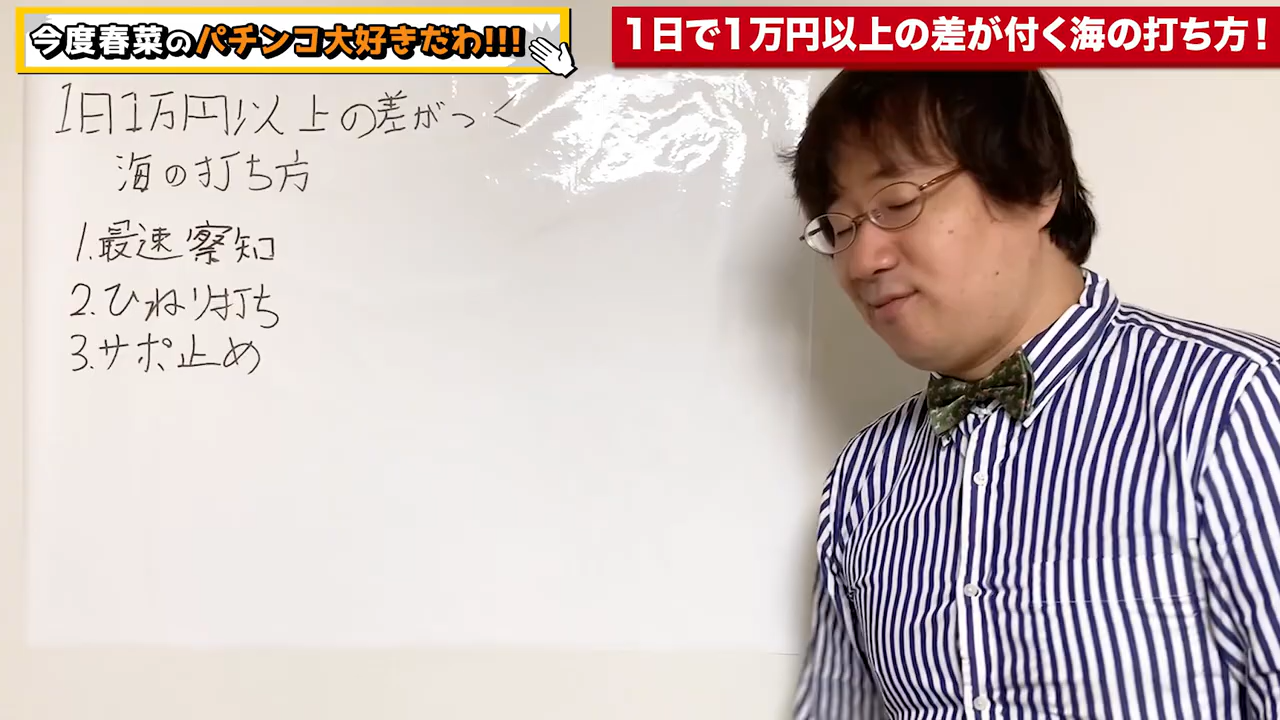 今度春菜のパチンコ大好きだわ!!!
1日で1万円以上の差が付く海の打ち方！
1日1万円以上の差がつく
海の打ち方
1.最速察知
2.ひねり打ち
3.サポ止め